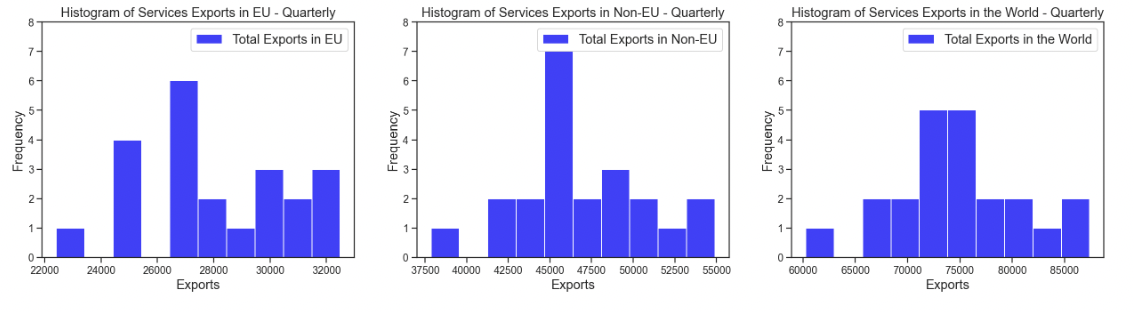 Histogram of Services Exports in EU - Quarterly
Total Exports in EU
8
7
6
5
4
3
2
1
0
Frequency
22000 24000 26000 28000 30000 32000
Exports
Histogram of Services Exports in Non-EU - Quarterly
Total Exports in Non-EU
8
7
6
5
4
3
2
1
0
Frequency
37500 40000 42500 45000 47500 50000 52500 55000
Exports
Histogram of Services Exports in the World - Quarterly
Total Exports in the World
8
7
6
5
4
3
2
1
0
Frequency
60000 65000 70000 75000 80000 85000
Exports